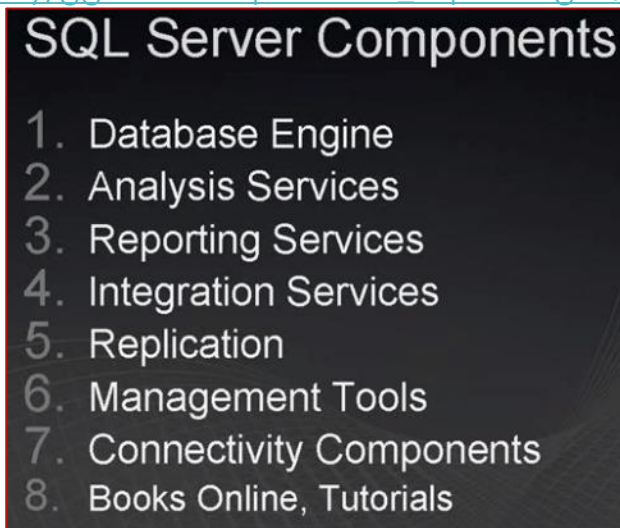 SQL Server Components
1. Database Engine
2. Analysis Services
3. Reporting Services
4. Integration Services
5. Replication
6. Management Tools
7. Connectivity Components
8. Books Online, Tutorials